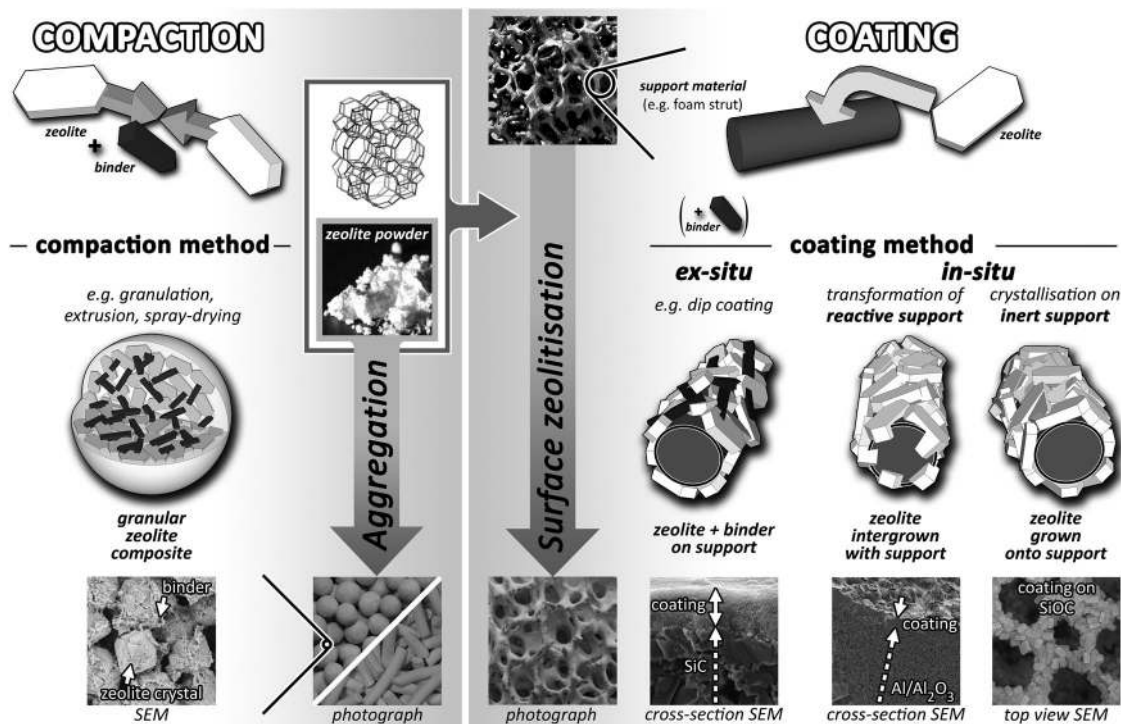 COMPACTION
zeolite
+
binder
compaction method
e.g. granulation,
extrusion, spray-drying
granular
zeolite
composite
binder
zeolite crystal
SEM
zeolite powder
Aggregation
photograph
Surface zeolitisation
photograph
COATING
support material
(e.g. foam strut)
zeolite
(+
binder)
coating method
ex-situ
e.g. dip coating
zeolite + binder
on support
coating
SiC
cross-section SEM
in-situ
transformation of
reactive support
zeolite
intergrown
with support
coating
Al/Al₂O₃
cross-section SEM
crystallisation on
inert support
zeolite
grown
onto support
coating on
SiOC
top view SEM